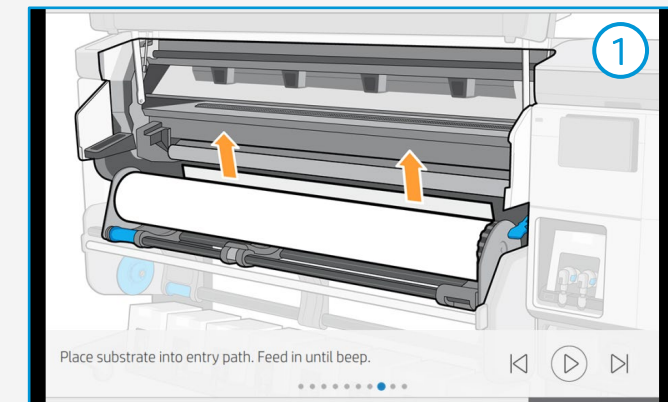 1
Place substrate into entry path. Feed in until beep.